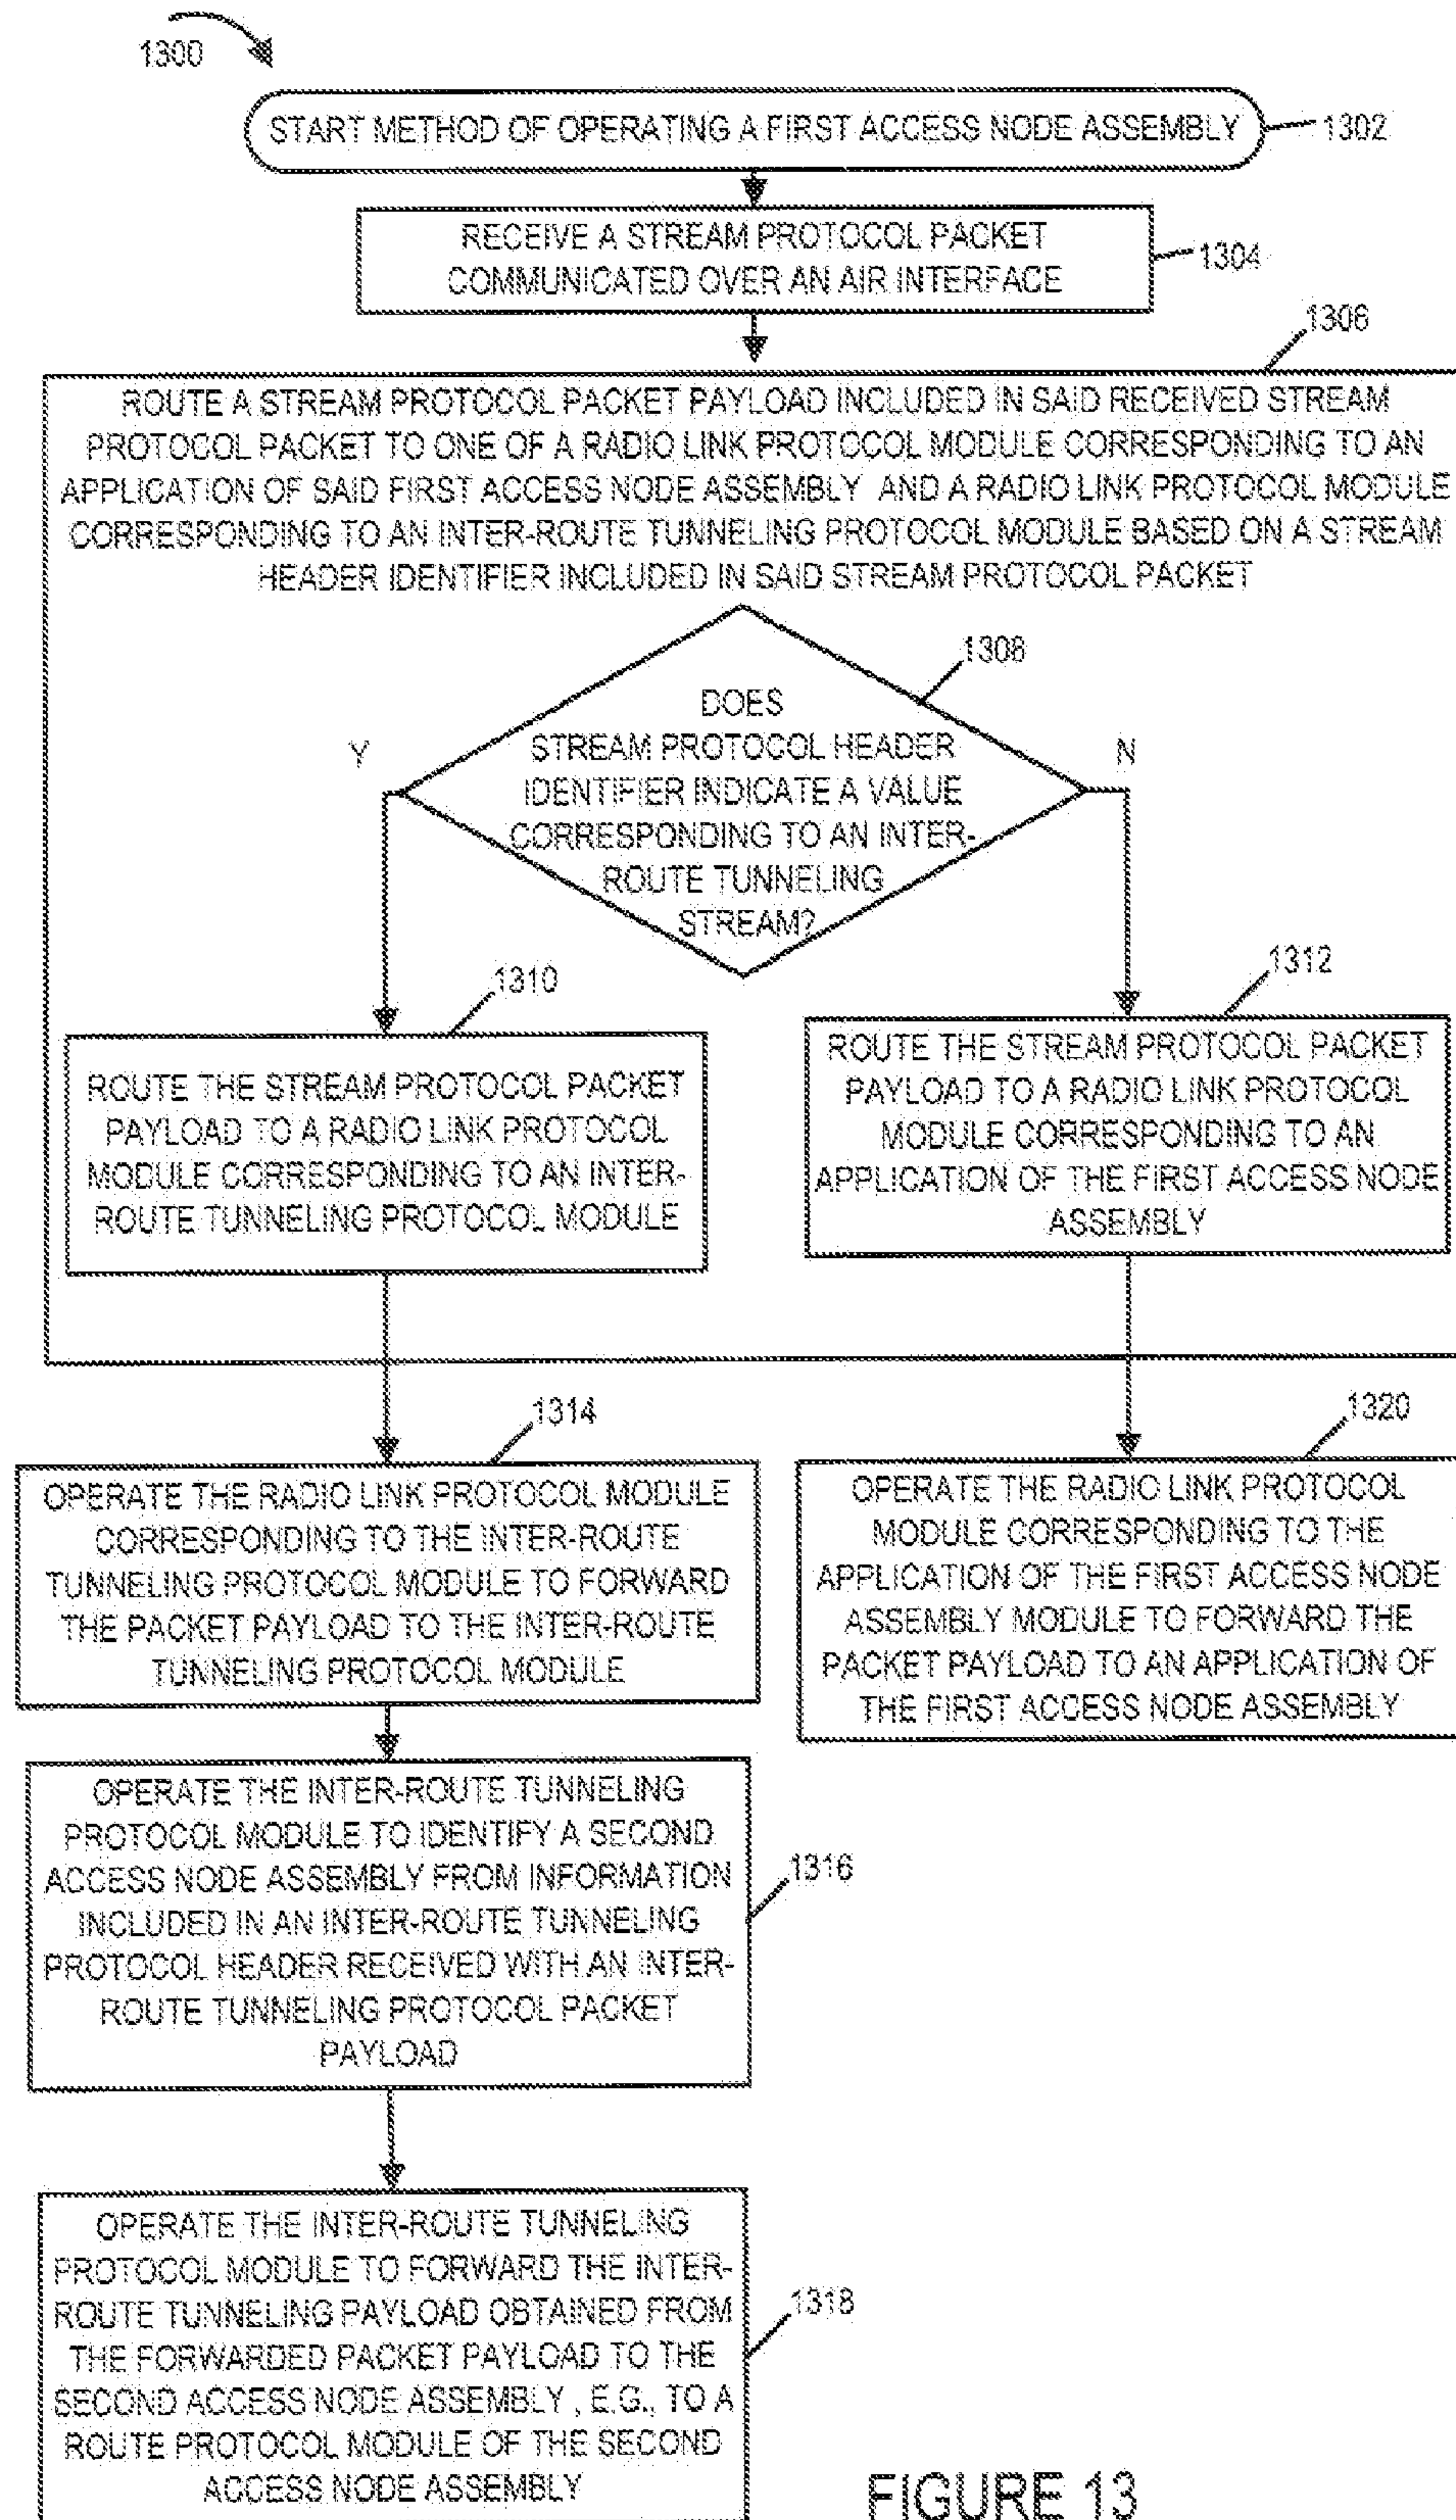 1300
START METHOD OF OPERATING A FIRST ACCESS NODE ASSEMBLY
1302
RECEIVE A STREAM PROTOCOL PACKET
COMMUNICATED OVER AN AIR INTERFACE
1304
1306
ROUTE A STREAM PROTOCOL PACKET PAYLOAD INCLUDED IN SAID RECEIVED STREAM
PROTOCOL PACKET TO ONE OF A RADIO LINK PROTOCOL MODULE CORRESPONDING TO AN
APPLICATION OF SAID FIRST ACCESS NODE ASSEMBLY AND A RADIO LINK PROTOCOL MODULE
CORRESPONDING TO AN INTER-ROUTE TUNNELING PROTOCOL MODULE BASED ON A STREAM
HEADER IDENTIFIER INCLUDED IN SAID STREAM PROTOCOL PACKET
1308
DOES
STREAM PROTOCOL HEADER
IDENTIFIER INDICATE A VALUE
CORRESPONDING TO AN INTER-
ROUTE TUNNELING
STREAM?
Y
N
1310
ROUTE THE STREAM PROTOCOL PACKET
PAYLOAD TO A RADIO LINK PROTOCOL
MODULE CORRESPONDING TO AN INTER-
ROUTE TUNNELING PROTOCOL MODULE
1312
ROUTE THE STREAM PROTOCOL PACKET
PAYLOAD TO A RADIO LINK PROTOCOL
MODULE CORRESPONDING TO AN
APPLICATION OF THE FIRST ACCESS NODE
ASSEMBLY
1314
OPERATE THE RADIO LINK PROTOCOL MODULE
CORRESPONDING TO THE INTER-ROUTE
TUNNELING PROTOCOL MODULE TO FORWARD
THE PACKET PAYLOAD TO THE INTER-ROUTE
TUNNELING PROTOCOL MODULE
1320
OPERATE THE RADIO LINK PROTOCOL
MODULE CORRESPONDING TO THE
APPLICATION OF THE FIRST ACCESS NODE
ASSEMBLY MODULE TO FORWARD THE
PACKET PAYLOAD TO AN APPLICATION OF
THE FIRST ACCESS NODE ASSEMBLY
OPERATE THE INTER-ROUTE TUNNELING
PROTOCOL MODULE TO IDENTIFY A SECOND
ACCESS NODE ASSEMBLY FROM INFORMATION
INCLUDED IN AN INTER-ROUTE TUNNELING
PROTOCOL HEADER RECEIVED WITH AN INTER-
ROUTE TUNNELING PROTOCOL PACKET
PAYLOAD
1316
OPERATE THE INTER-ROUTE TUNNELING
PROTOCOL MODULE TO FORWARD THE INTER-
ROUTE TUNNELING PAYLOAD OBTAINED FROM
THE FORWARDED PACKET PAYLOAD TO THE
SECOND ACCESS NODE ASSEMBLY , E.G., TO A
ROUTE PROTOCOL MODULE OF THE SECOND
ACCESS NODE ASSEMBLY
1318
FIGURE 13